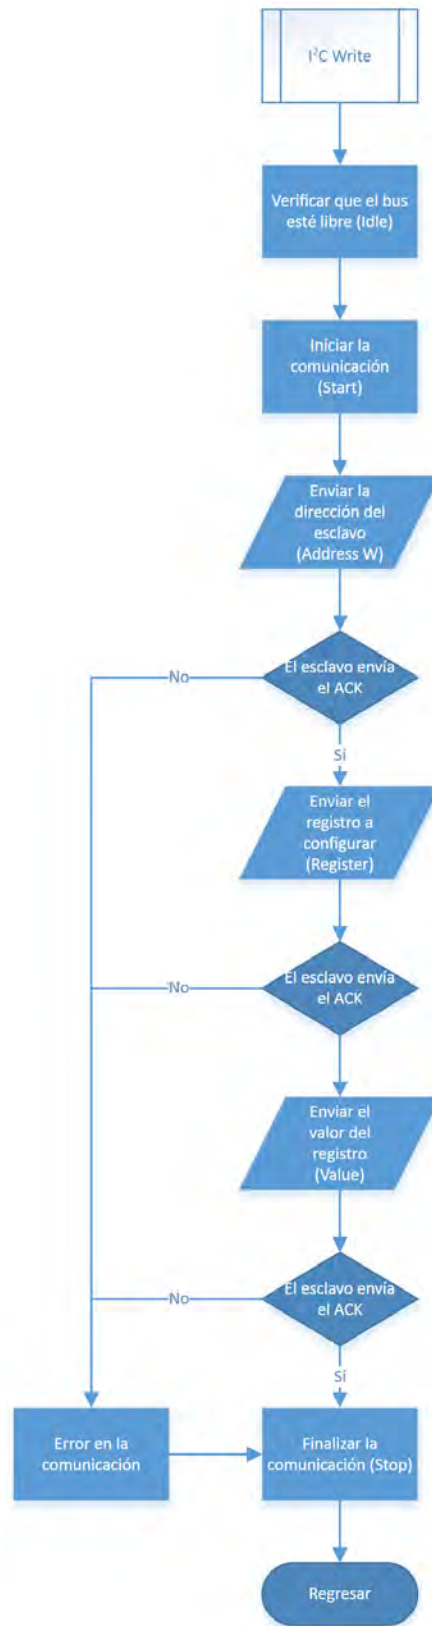 I²C Write
Verificar que el bus
esté libre (Idle)
Iniciar la
comunicación
(Start)
Enviar la
dirección del
esclavo
(Address W)
El esclavo envía
el ACK
No
Sí
Enviar el
registro a
configurar
(Register)
El esclavo envía
el ACK
No
Enviar el
valor del
registro
(Value)
El esclavo envía
el ACK
No
Sí
Error en la
comunicación
Finalizar la
comunicación (Stop)
Regresar